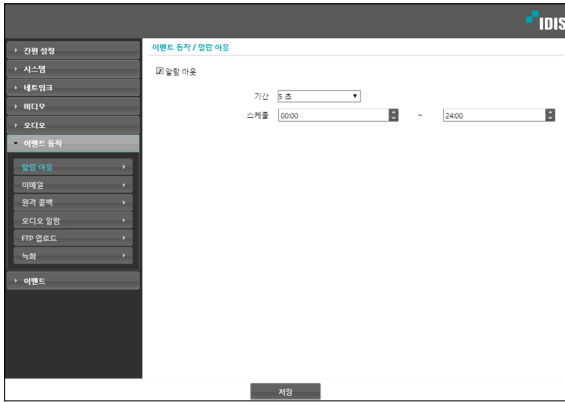 IDIS
간편 설정
시스템
네트워크
비디오
오디오
이벤트 동작
알람 아웃
이메일
원격 콜백
오디오 알람
FTP 업로드
녹화
이벤트
이벤트 동작 / 알람 아웃
알람 아웃
기간 5 초
스케줄 00:00 ~ 24:00
저장